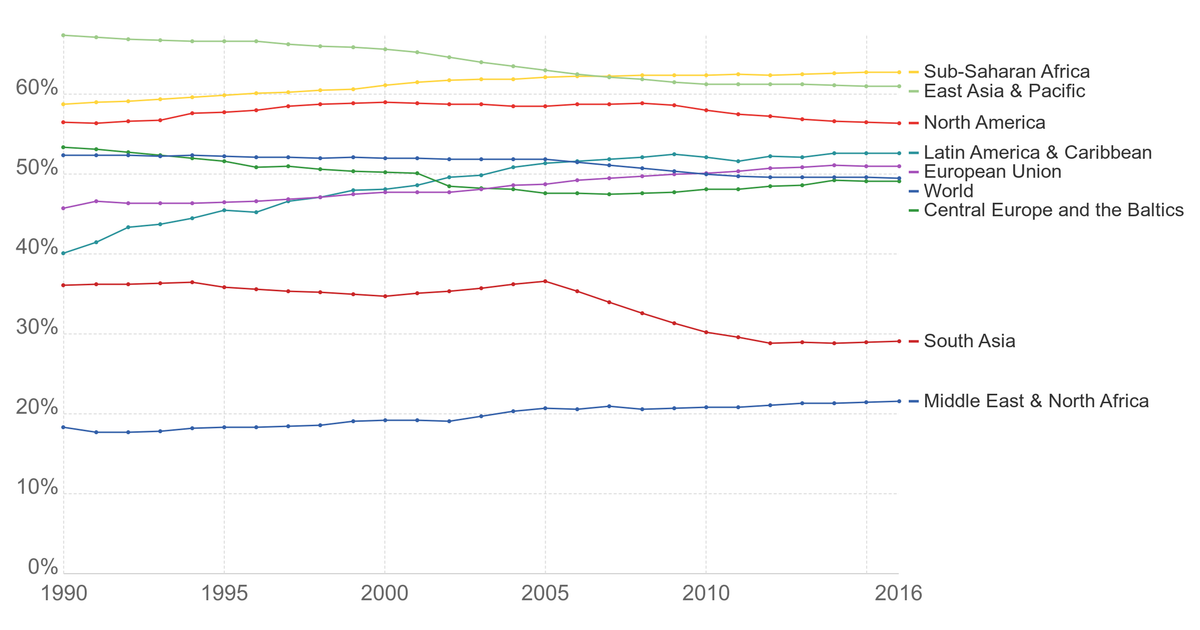 60%
50%
40%
30%
20%
10%
0%
Sub-Saharan Africa
East Asia & Pacific
North America
Latin America & Caribbean
European Union
World
Central Europe and the Baltics
South Asia
Middle East & North Africa
1990 1995 2000 2005 2010 2016